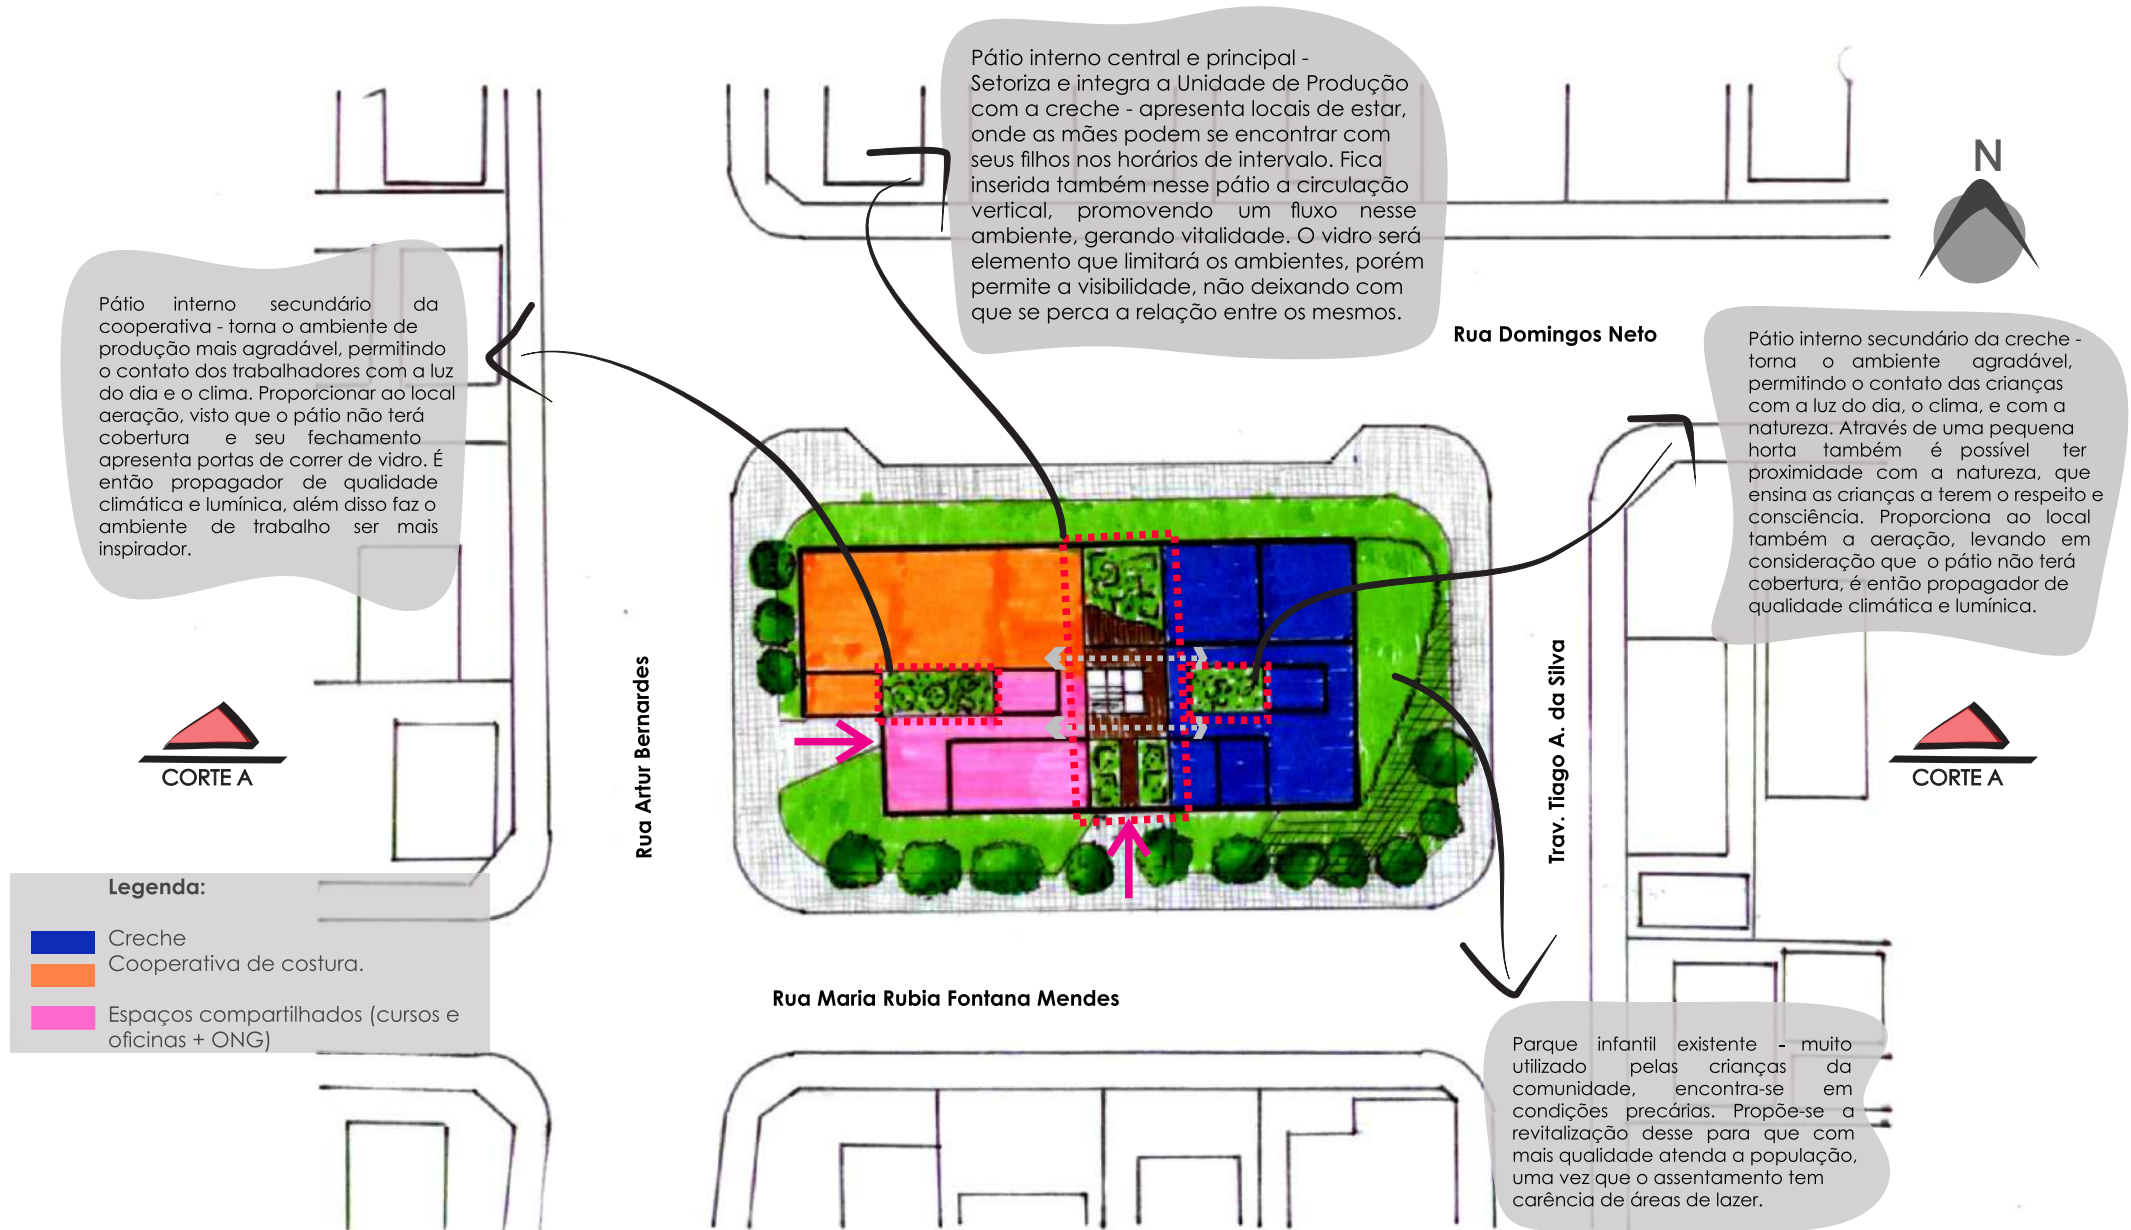 Pátio interno central e principal -
Setoriza e integra a Unidade de Produção
com a creche - apresenta locais de estar,
onde as mães podem se encontrar com
seus filhos nos horários de intervalo. Fica
inserida também nesse pátio a circulação
vertical, promovendo um fluxo nesse
ambiente, gerando vitalidade. O vidro será
elemento que limitará os ambientes, porém
permite a visibilidade, não deixando com
que se perca a relação entre os mesmos.
N
Pátio interno secundário da
cooperativa - torna o ambiente de
produção mais agradável, permitindo
o contato dos trabalhadores com a luz
do dia e o clima. Proporcionar ao local
aeração, visto que o pátio não terá
cobertura e seu fechamento
apresenta portas de correr de vidro. É
então propagador de qualidade
climática e lumínica, além disso faz o
ambiente de trabalho ser mais
inspirador.
Rua Domingos Neto
Pátio interno secundário da creche -
torna o ambiente agradável,
permitindo o contato das crianças
com a luz do dia, o clima, e com a
natureza. Através de uma pequena
horta também é possível ter
proximidade com a natureza, que
ensina as crianças a terem o respeito e
consciência. Proporciona ao local
também a aeração, levando em
consideração que o pátio não terá
cobertura, é então propagador de
qualidade climática e lumínica.
Rua Artur Bernardes
Trav. Tiago A. da Silva
CORTE A
CORTE A
Legenda:
Creche
Cooperativa de costura.
Espaços compartilhados (cursos e
oficinas + ONG)
Rua Maria Rubia Fontana Mendes
Parque infantil existente - muito
utilizado pelas crianças da
comunidade, encontra-se em
condições precárias. Propõe-se a
revitalização desse para que com
mais qualidade atenda a população,
uma vez que o assentamento tem
carência de áreas de lazer.